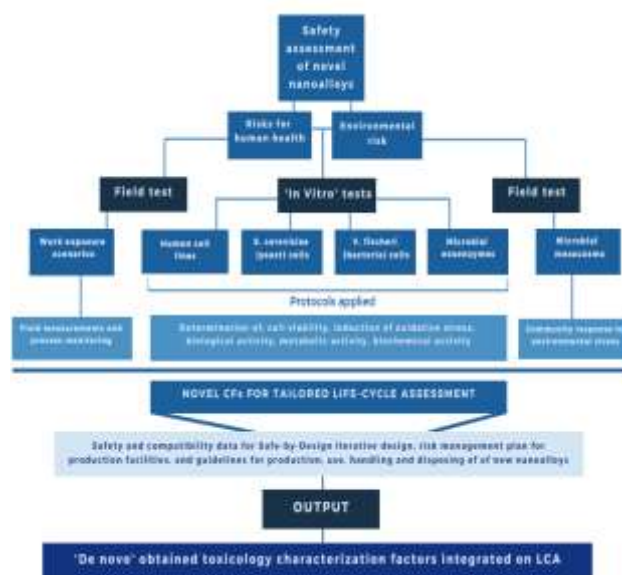 Safety
assessment
of novel
nanoalloys
Risks for
human health
Environmental
risk
Field test
'In Vitro' tests
Field test
Work exposure
scenarios
Human cell
lines
S. cerevisiae
(yeast) cells
V. fischeri
(bacteria) cells
Microbial
ecoenzymes
Microbial
mesocosms
Protocols applied
Field measurements and
process monitoring
Determination of: cell viability, induction of oxidative stress,
biological activity, metabolic activity, biochemical activity
Community response to
environmental stress
NOVEL CFs FOR TAILORED LIFE-CYCLE ASSESSMENT
Safety and compatibility data for Safe-by-Design iterative design, risk management plan for
production facilities, and guidelines for production, use, handling and disposing of of new nanoalloys
OUTPUT
'De novo' obtained toxicology characterization factors integrated on LCA